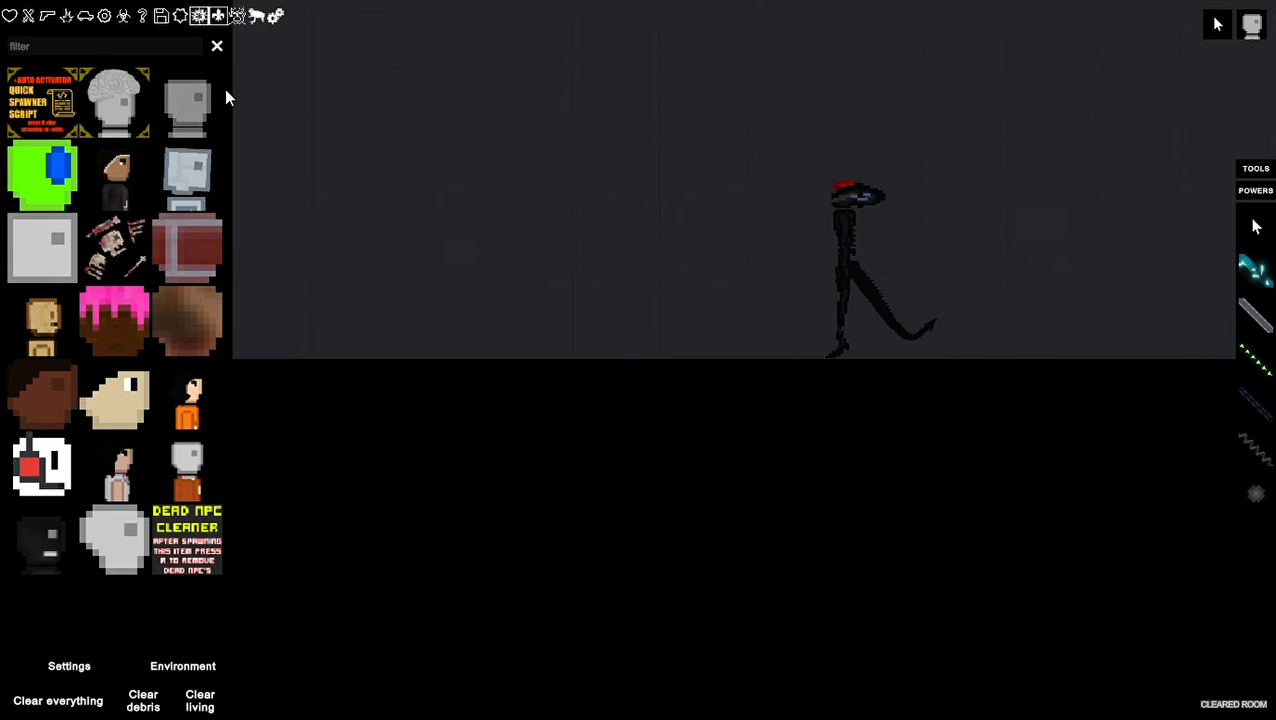 filter
+AUTO ACTIVATOR
QUICK
SPAWNER
SCRIPT
TOOLS
POWERS
DEAD NPC
CLEANER
AFTER SPAWNING
THIS ITEM PRESS
R TO REMOVE
DEAD NPC'S
Settings
Environment
Clear everything
Clear
debris
Clear
living
CLEARED ROOM